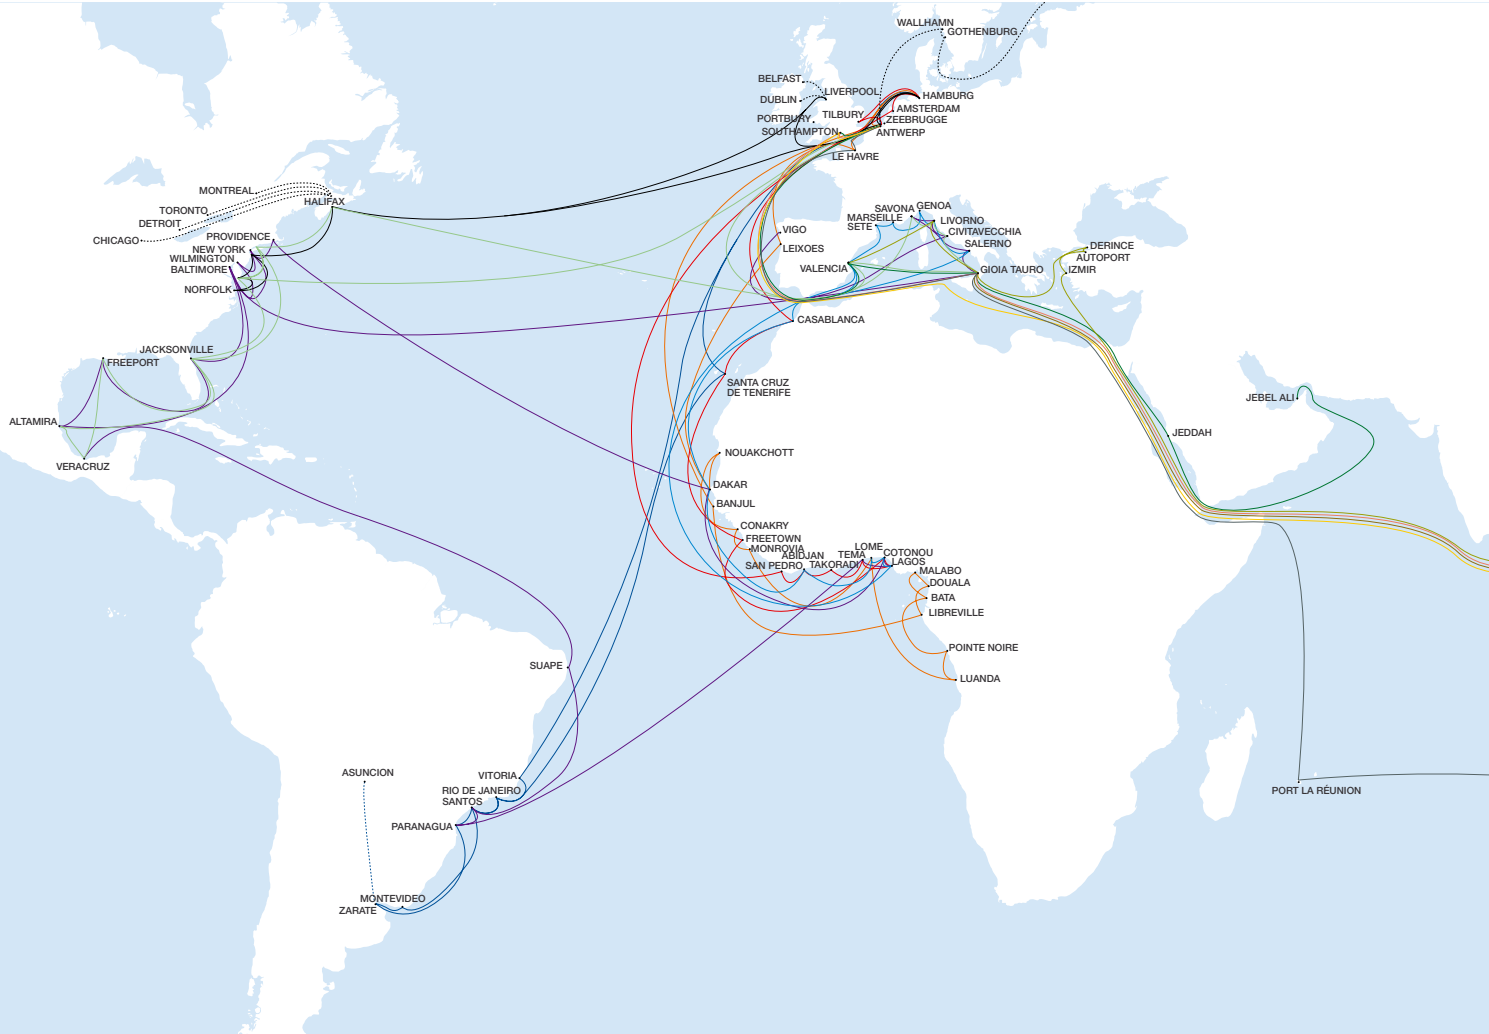 WALLHAMN
GOTHENBURG
BELFAST
LIVERPOOL
HAMBURG
DUBLIN
AMSTERDAM
PORTBURY
TILBURY
ZEEBRUGGE
SOUTHAMPTON
ANTWERP
LE HAVRE
MONTREAL
HALIFAX
TORONTO
DETROIT
CHICAGO
PROVIDENCE
NEW YORK
WILMINGTON
BALTIMORE
NORFOLK
SAVONA
GENOA
MARSEILLE
SETE
LIVORNO
CIVITAVECCHIA
SALERNO
VIGO
LEIXOES
VALENCIA
GIOIA TAURO
DERINCE
AUTOPORT
IZMIR
CASABLANCA
JACKSONVILLE
FREEPORT
SANTA CRUZ
DE TENERIFE
JEBEL ALI
ALTAMIRA
JEDDAH
VERACRUZ
NOUAKCHOTT
DAKAR
BANJUL
CONAKRY
FREETOWN
MONROVIA
ABIDJAN
SAN PEDRO
TAKORADI
TEMA
LOME
COTONOU
LAGOS
MALABO
DOUALA
BATA
LIBREVILLE
POINTE NOIRE
LUANDA
SUAPE
ASUNCION
VITORIA
RIO DE JANEIRO
SANTOS
PARANAGUA
PORT LA RÉUNION
MONTEVIDEO
ZARATE